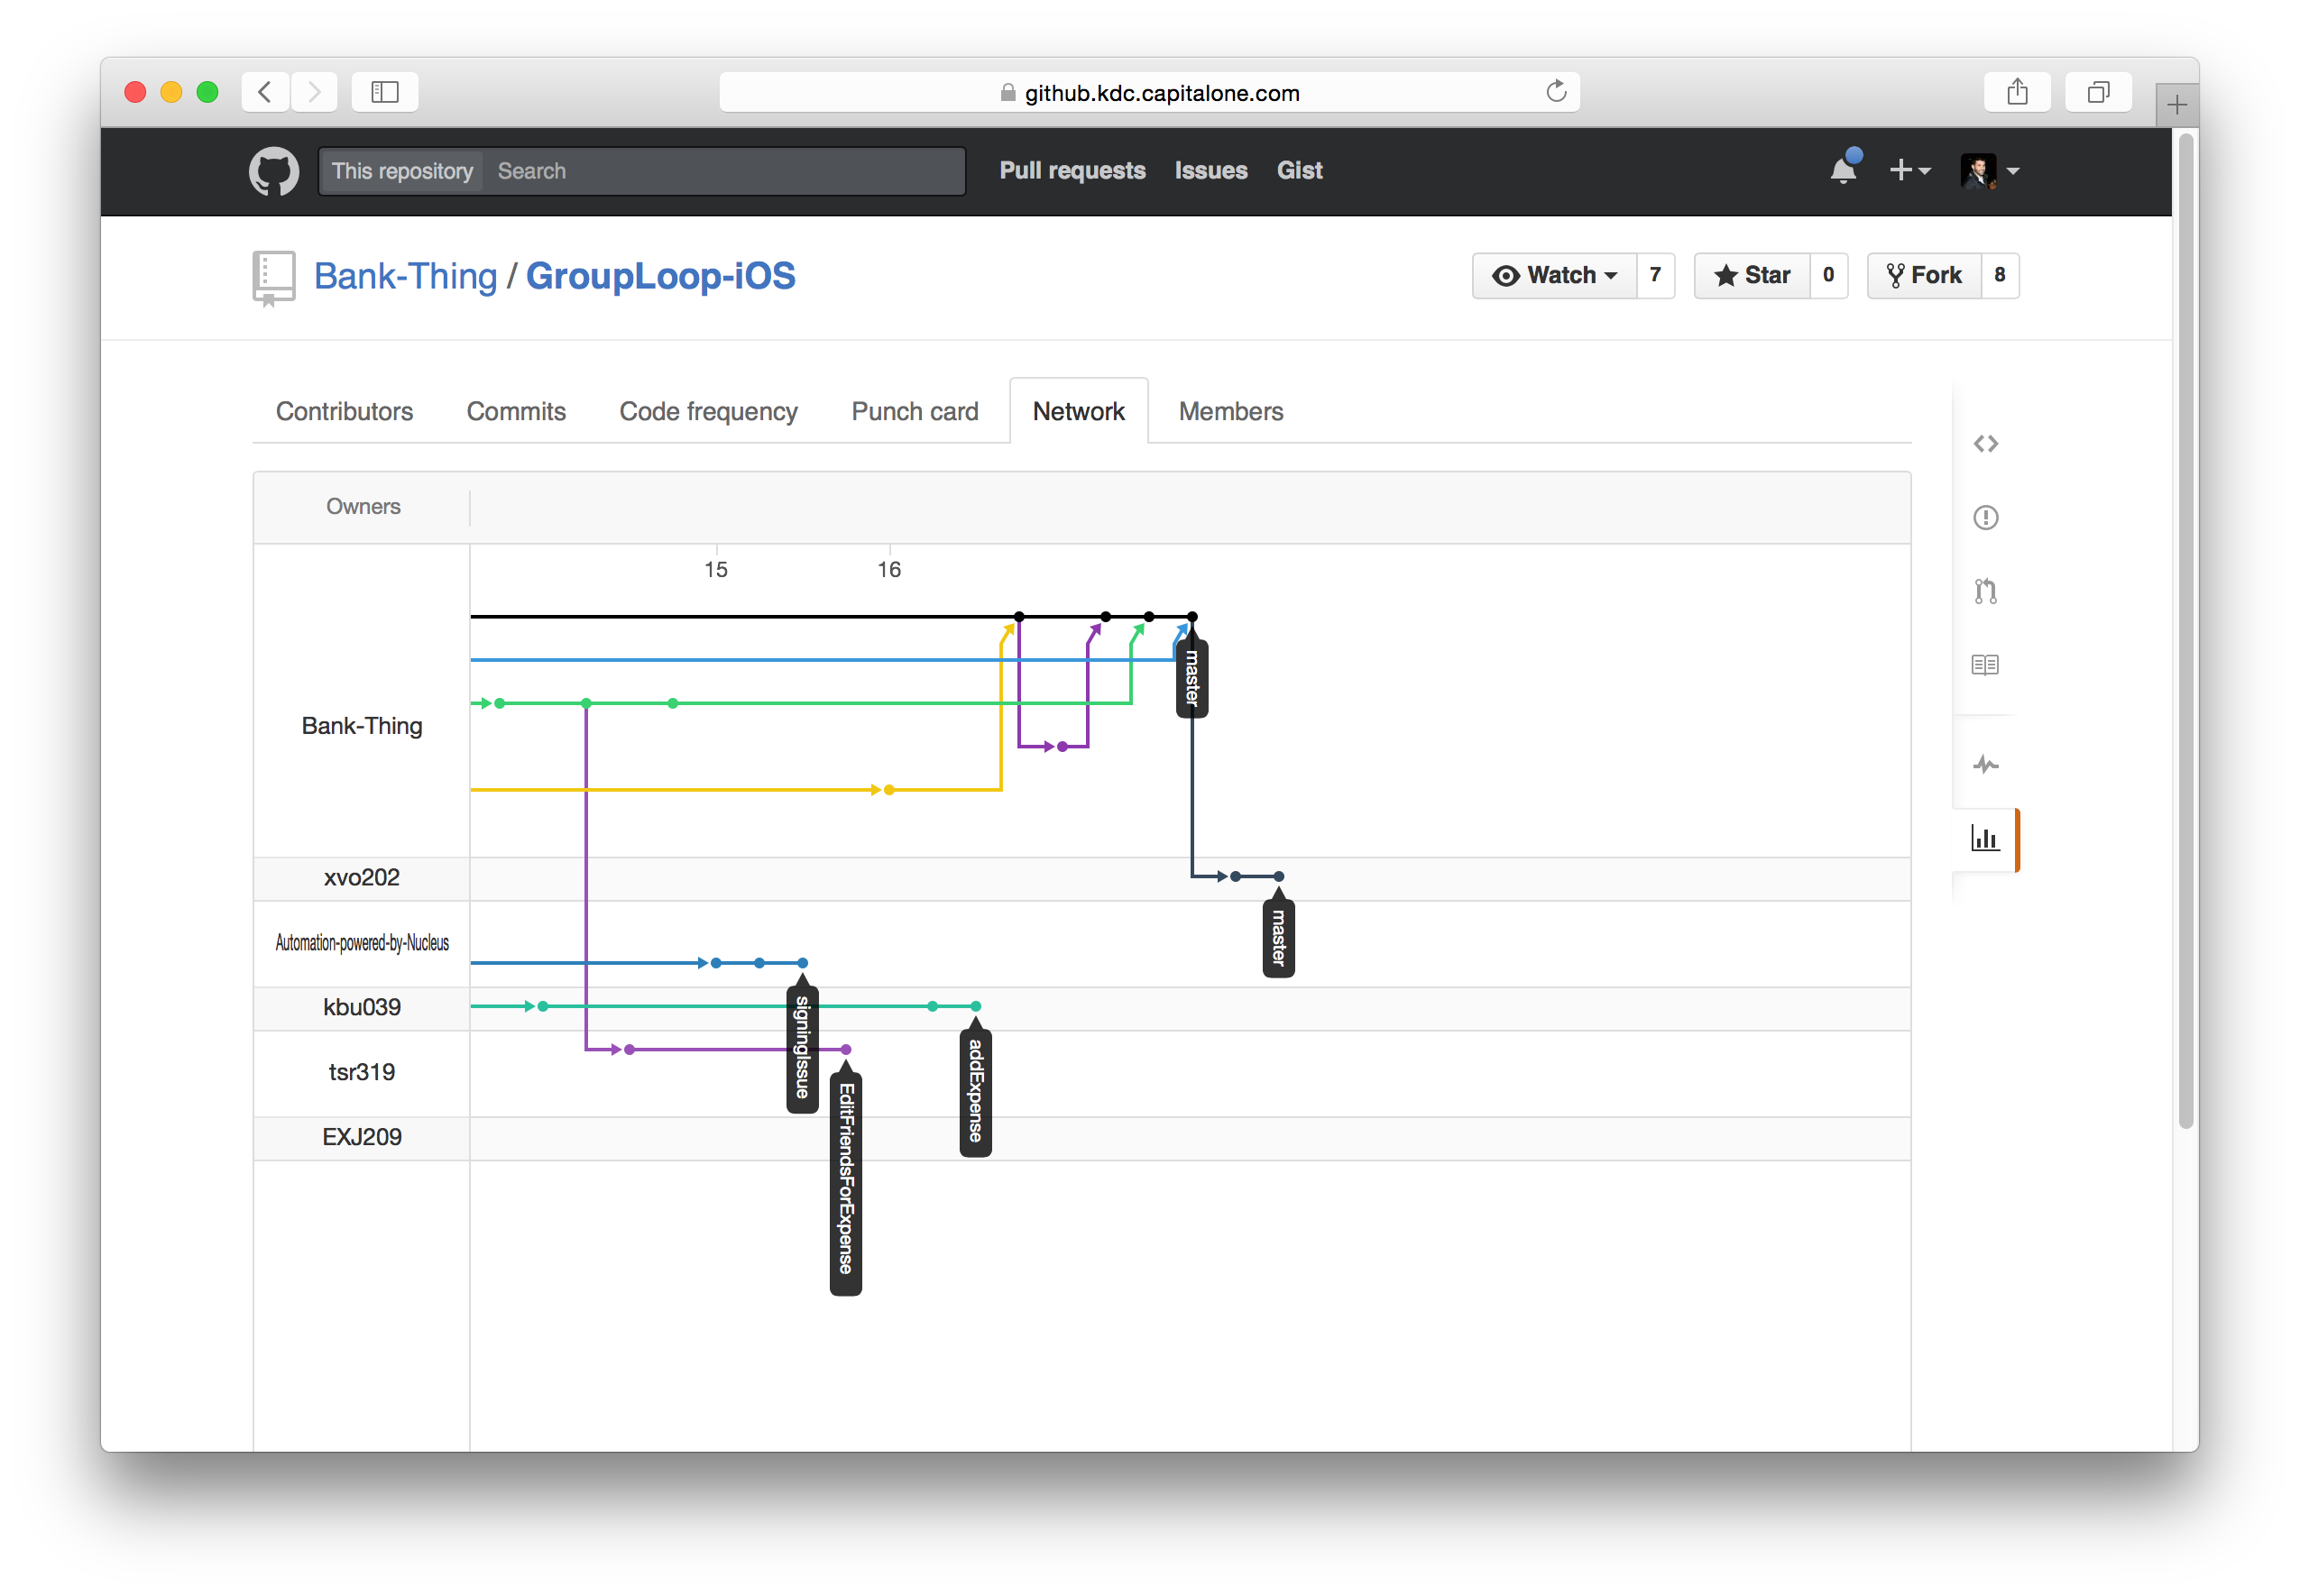 github.kdc.capitalone.com
This repository Search Pull requests Issues Gist
Bank-Thing / GroupLoop-iOS Watch 7 Star 0 Fork 8
Contributors Commits Code frequency Punch card Network Members
Owners
15 16
Bank-Thing
master
xvo202
master
Automation-powered-by-Nucleus
signingIssue
kbu039
addExpense
tsr319
EditFriendsForExpense
EXJ209